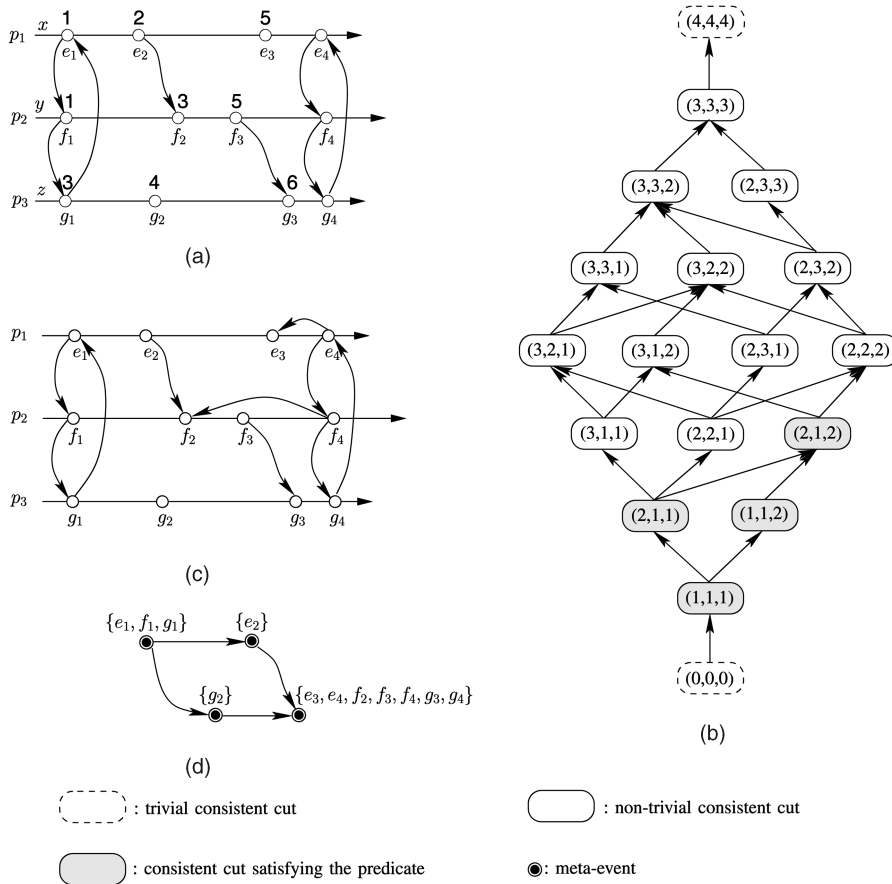 1 x 2 5
p1 e1 e2 e3 e4
y 1 3 5
p2 f1 f2 f3 f4
z 3 4 6
p3 g1 g2 g3 g4
(a)
p1 e1 e2 e3 e4
p2 f1 f2 f3 f4
p3 g1 g2 g3 g4
(c)
{e1, f1, g1} {e2}
{g2} {e3, e4, f2, f3, f4, g3, g4}
(d)
(4,4,4)
(3,3,3)
(3,3,2) (2,3,3)
(3,3,1) (3,2,2) (2,3,2)
(3,2,1) (3,1,2) (2,3,1) (2,2,2)
(3,1,1) (2,2,1) (2,1,2)
(2,1,1) (1,1,2)
(1,1,1)
(0,0,0)
(b)
: trivial consistent cut
: non-trivial consistent cut
: consistent cut satisfying the predicate
: meta-event